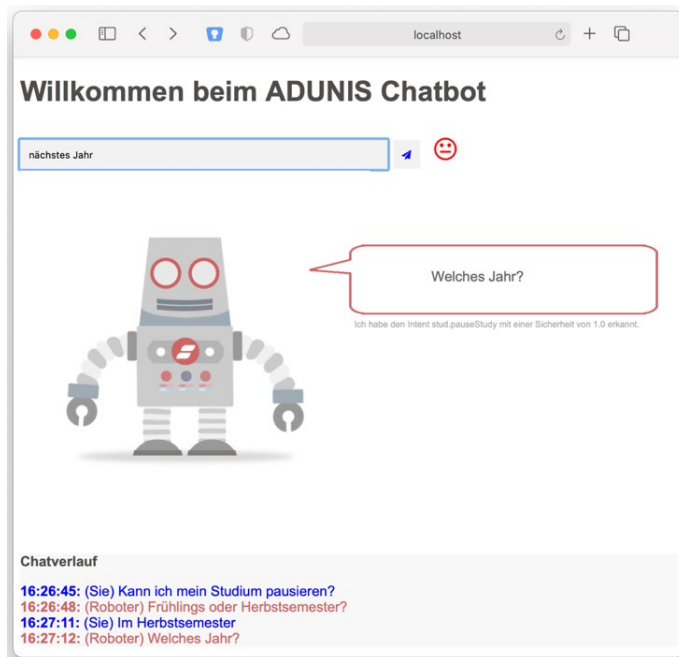 localhost
Willkommen beim ADUNIS Chatbot
nächstes Jahr
Welches Jahr?
Ich habe den Intent stud.pauseStudy mit einer Sicherheit von 1.0 erkannt.
Chatverlauf
16:26:45: (Sie) Kann ich mein Studium pausieren?
16:26:48: (Roboter) Frühlings oder Herbstsemester?
16:27:11: (Sie) Im Herbstsemester
16:27:12: (Roboter) Welches Jahr?